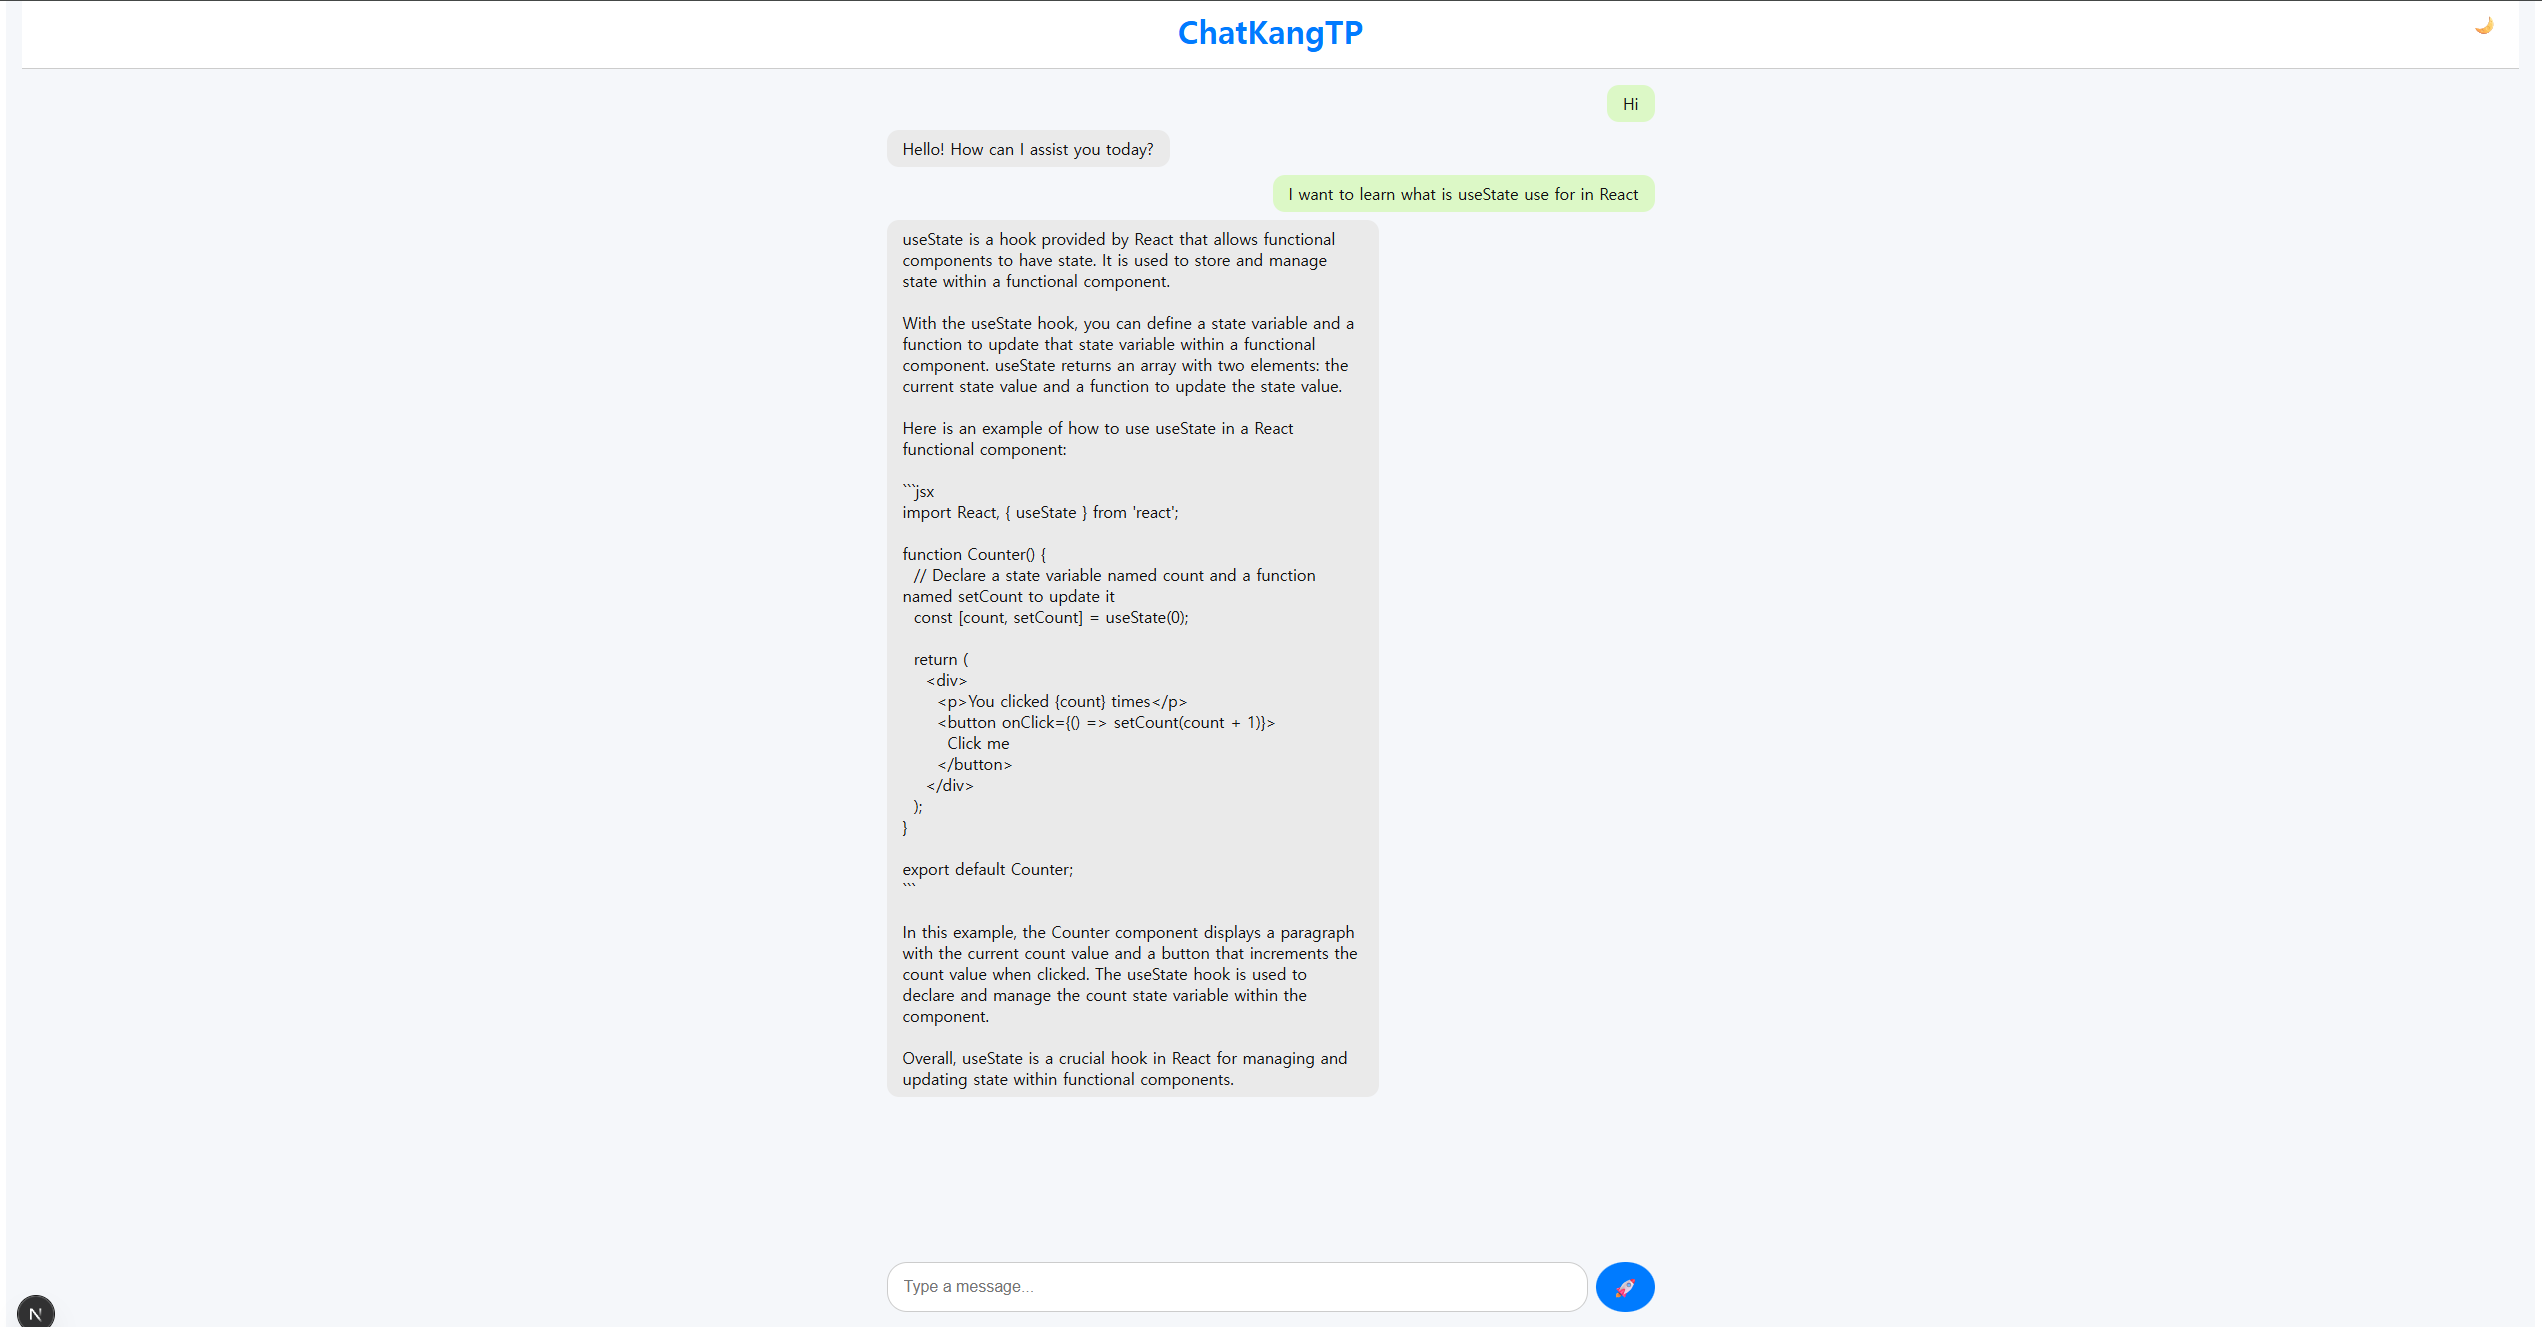 ChatKangTP
Hi
Hello! How can I assist you today?
I want to learn what is useState use for in React
useState is a hook provided by React that allows functional
components to have state. It is used to store and manage
state within a functional component.
With the useState hook, you can define a state variable and a
function to update that state variable within a functional
component. useState returns an array with two elements: the
current state value and a function to update the state value.
Here is an example of how to use useState in a React
functional component:
```jsx
import React, { useState } from 'react';
function Counter() {
  // Declare a state variable named count and a function
named setCount to update it
  const [count, setCount] = useState(0);
  return (
    <div>
      <p>You clicked {count} times</p>
      <button onClick={() => setCount(count + 1)}>
        Click me
      </button>
    </div>
  );
}
export default Counter;
```
In this example, the Counter component displays a paragraph
with the current count value and a button that increments the
count value when clicked. The useState hook is used to
declare and manage the count state variable within the
component.
Overall, useState is a crucial hook in React for managing and
updating state within functional components.
Type a message...
N